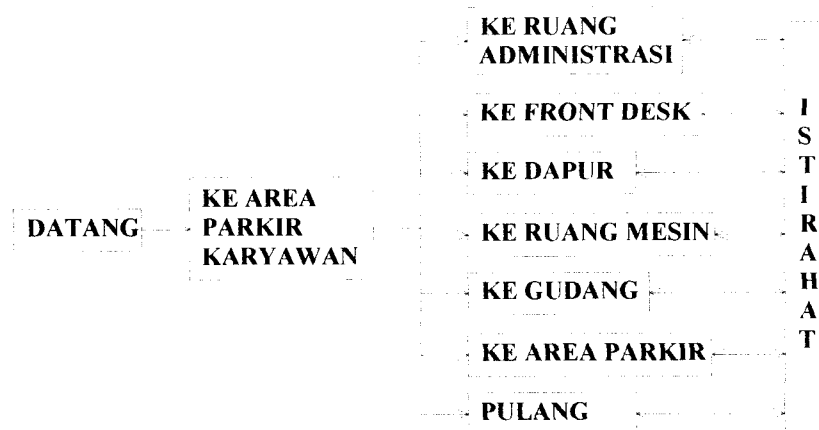 DATANG
KE AREA
PARKIR
KARYAWAN
KE RUANG
ADMINISTRASI
KE FRONT DESK
KE DAPUR
KE RUANG MESIN
KE GUDANG
KE AREA PARKIR
PULANG
I
S
T
I
R
A
H
A
T